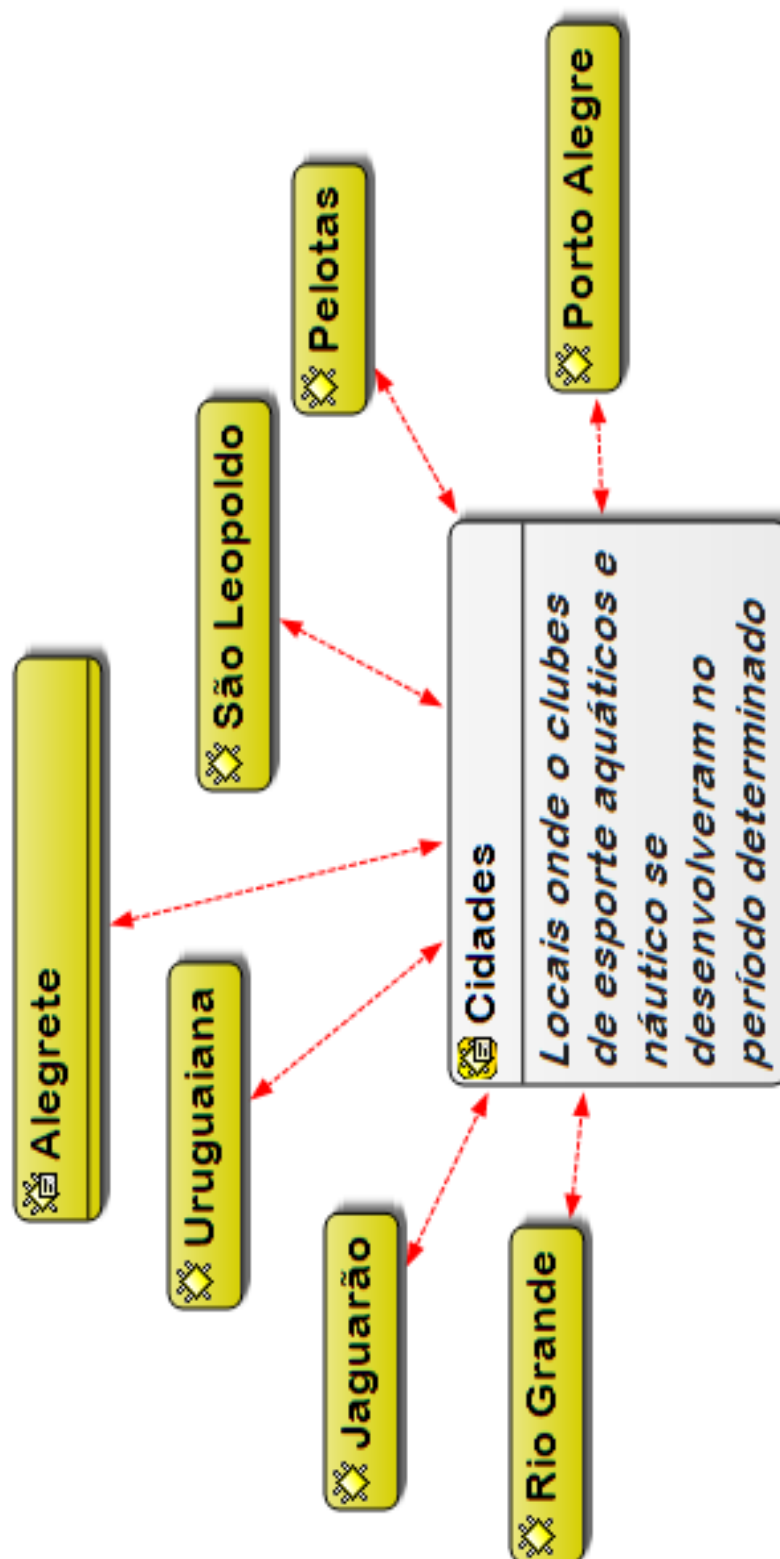 Alegrete
Uruguaiana
São Leopoldo
Jaguarão
Pelotas
Rio Grande
Cidades
Locais onde o clubes
de esporte aquáticos e
náutico se
desenvolveram no
período determinado
Porto Alegre